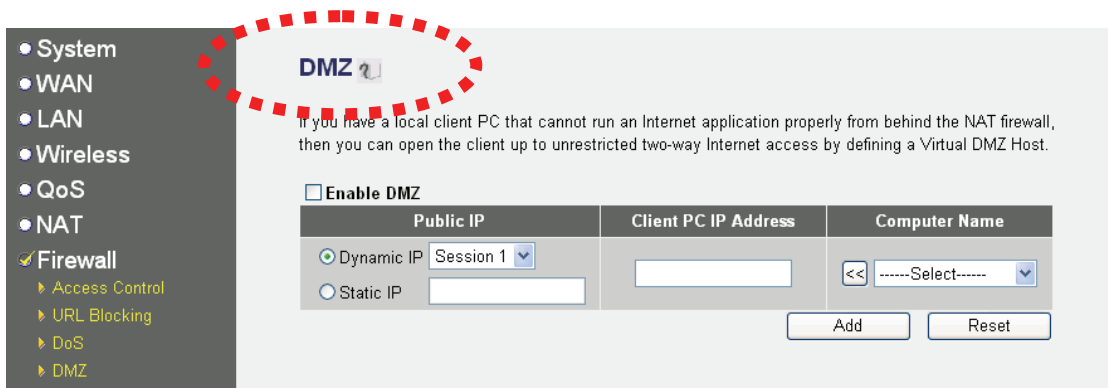 System
WAN
LAN
Wireless
QoS
NAT
Firewall
Access Control
URL Blocking
DoS
DMZ
DMZ ?
If you have a local client PC that cannot run an Internet application properly from behind the NAT firewall,
then you can open the client up to unrestricted two-way Internet access by defining a Virtual DMZ Host.
Enable DMZ
Public IP Client PC IP Address Computer Name
Dynamic IP Session 1
<< ------Select------
Static IP
Add Reset